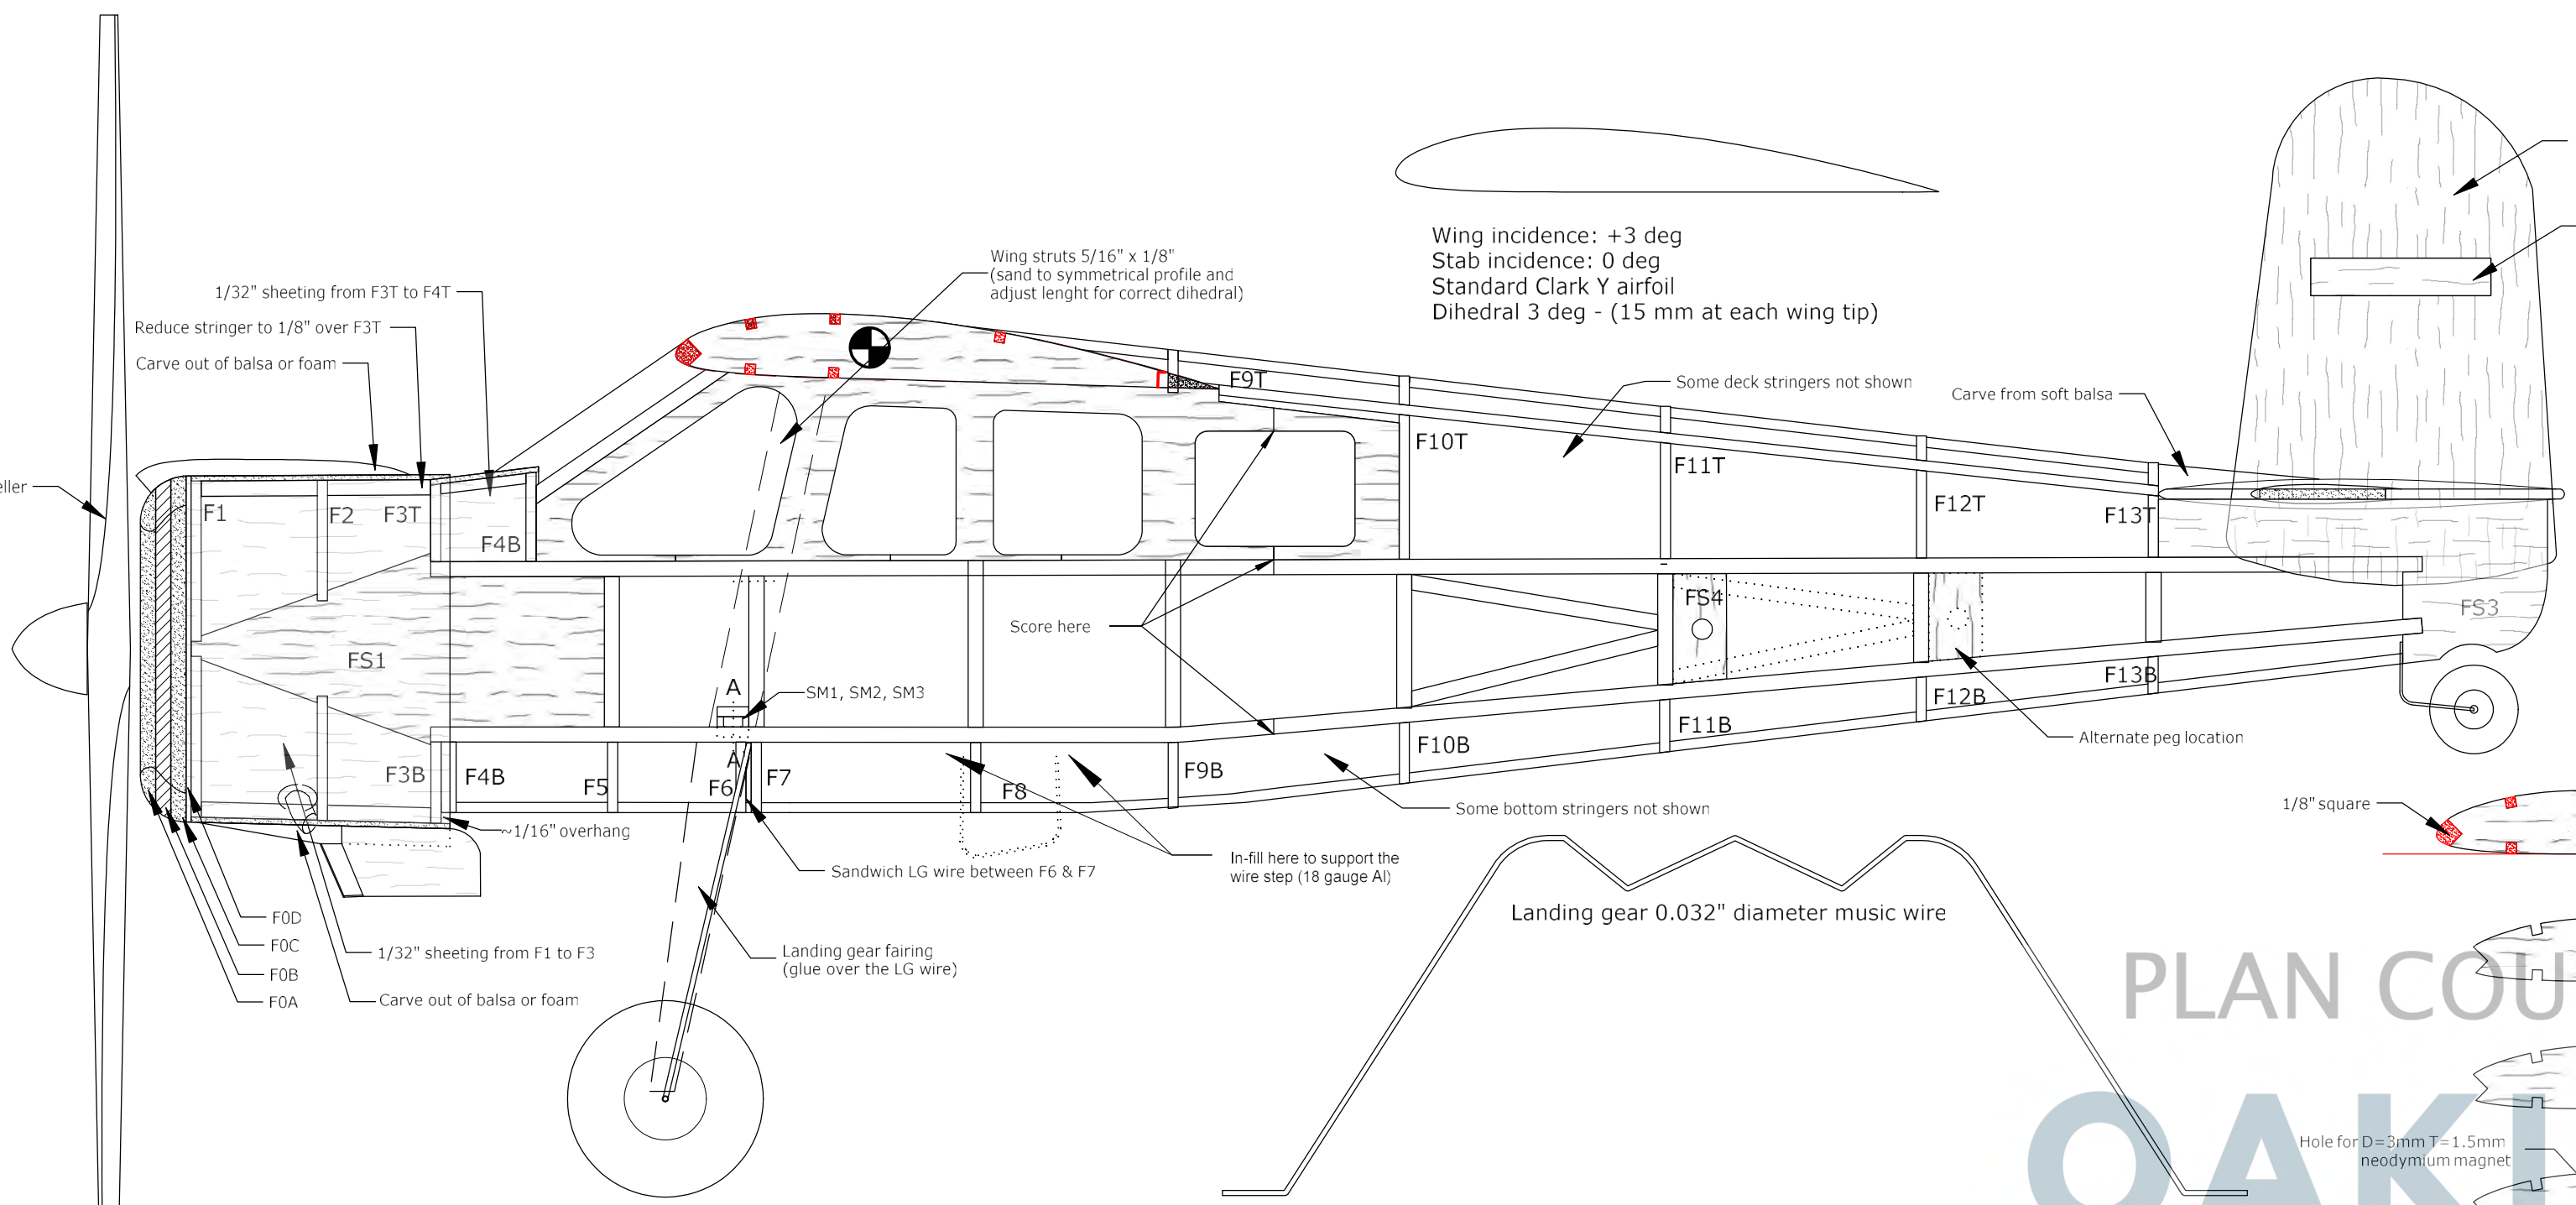 Wing struts 5/16" x 1/8"
(sand to symmetrical profile and
adjust lenght for correct dihedral)
Wing incidence: +3 deg
Stab incidence: 0 deg
Standard Clark Y airfoil
Dihedral 3 deg - (15 mm at each wing tip)
1/32" sheeting from F3T to F4T
Reduce stringer to 1/8" over F3T
Carve out of balsa or foam
F9T
Some deck stringers not shown
Carve from soft balsa
F10T
F11T
F12T
F13T
eller
F1
F2
F3T
F4B
FS4
FS3
Score here
FS1
A
SM1, SM2, SM3
F13B
F12B
F11B
F10B
Alternate peg location
A
F3B
F4B
F5
F6
F7
F8
F9B
Some bottom stringers not shown
1/8" square
~1/16" overhang
Sandwich LG wire between F6 & F7
In-fill here to support the
wire step (18 gauge Al)
Landing gear 0.032" diameter music wire
F0D
F0C
F0B
F0A
1/32" sheeting from F1 to F3
Carve out of balsa or foam
Landing gear fairing
(glue over the LG wire)
PLAN COU
OAKI
Hole for D=3mm T=1.5mm
neodymium magnet